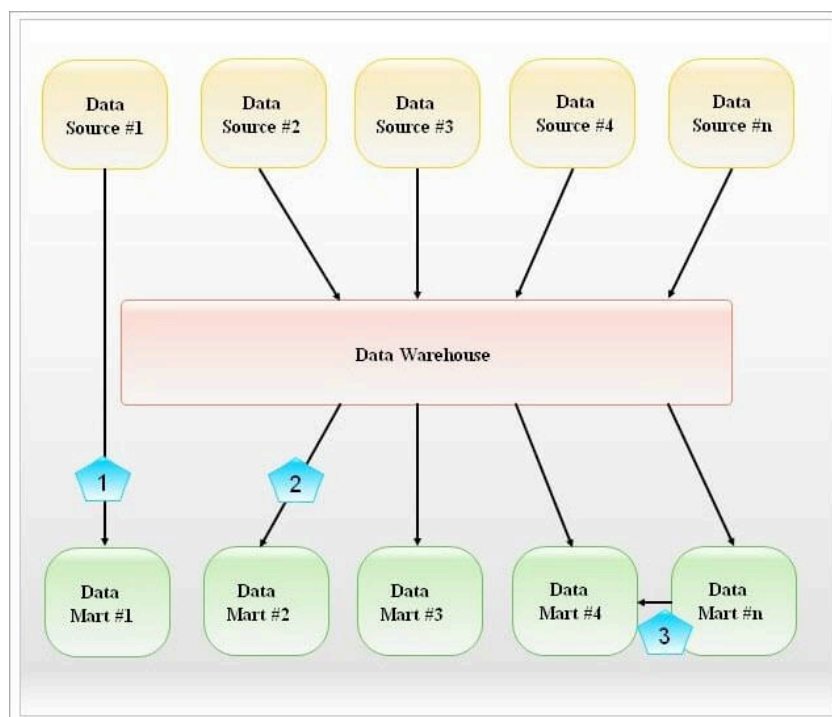 Data
Source #1
Data
Source #2
Data
Source #3
Data
Source #4
Data
Source #n
Data Warehouse
1
2
Data
Mart #1
Data
Mart #2
Data
Mart #3
Data
Mart #4
Data
Mart #n
3